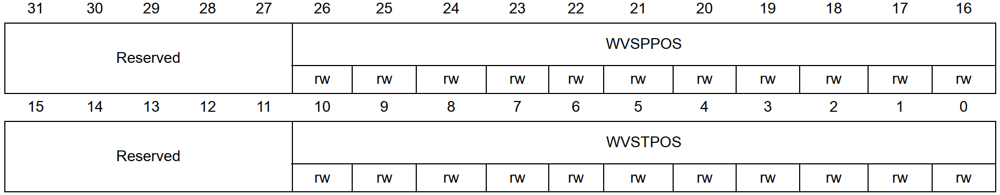 31 30 29 28 27 26 25 24 23 22 21 20 19 18 17 16
Reserved WVSPPOS
rw rw rw rw rw rw rw rw rw rw rw
15 14 13 12 11 10 9 8 7 6 5 4 3 2 1 0
Reserved WVSTPOS
rw rw rw rw rw rw rw rw rw rw rw